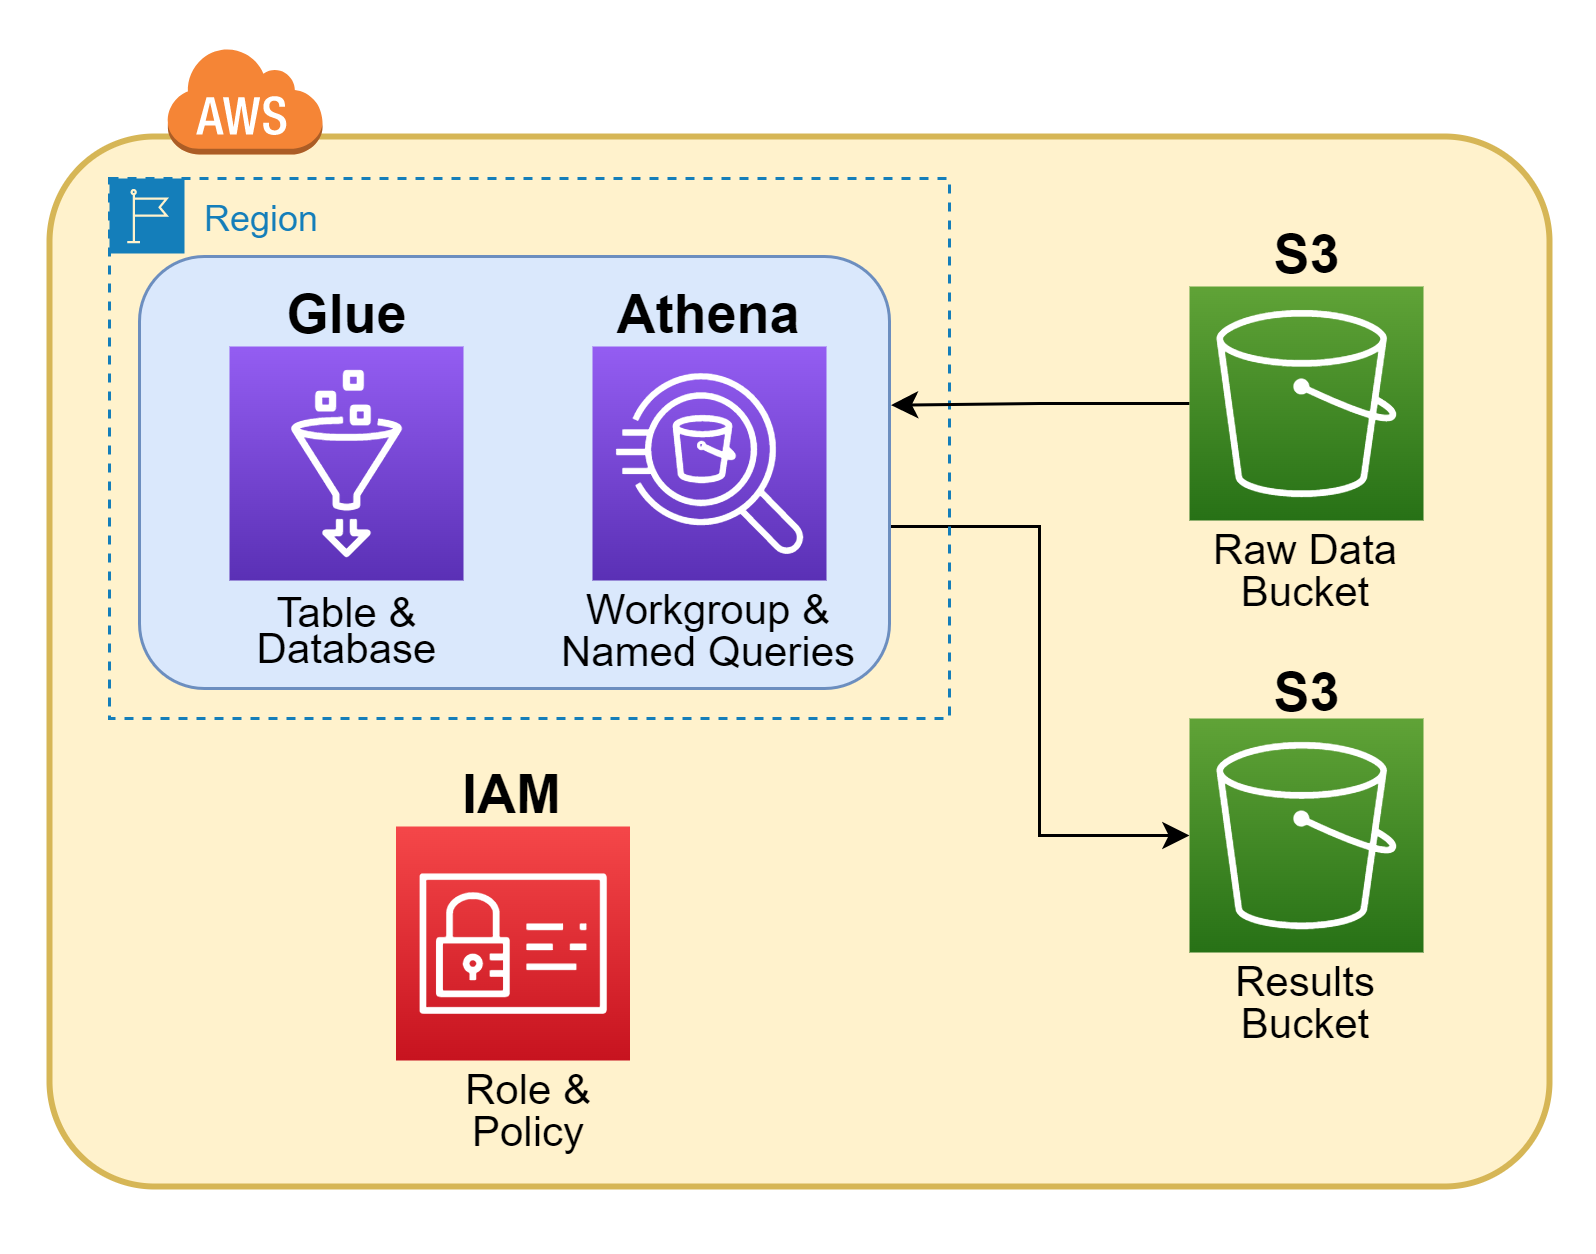 AWS
Region
Glue
Table &
Database
Athena
Workgroup &
Named Queries
S3
Raw Data
Bucket
S3
Results
Bucket
IAM
Role &
Policy